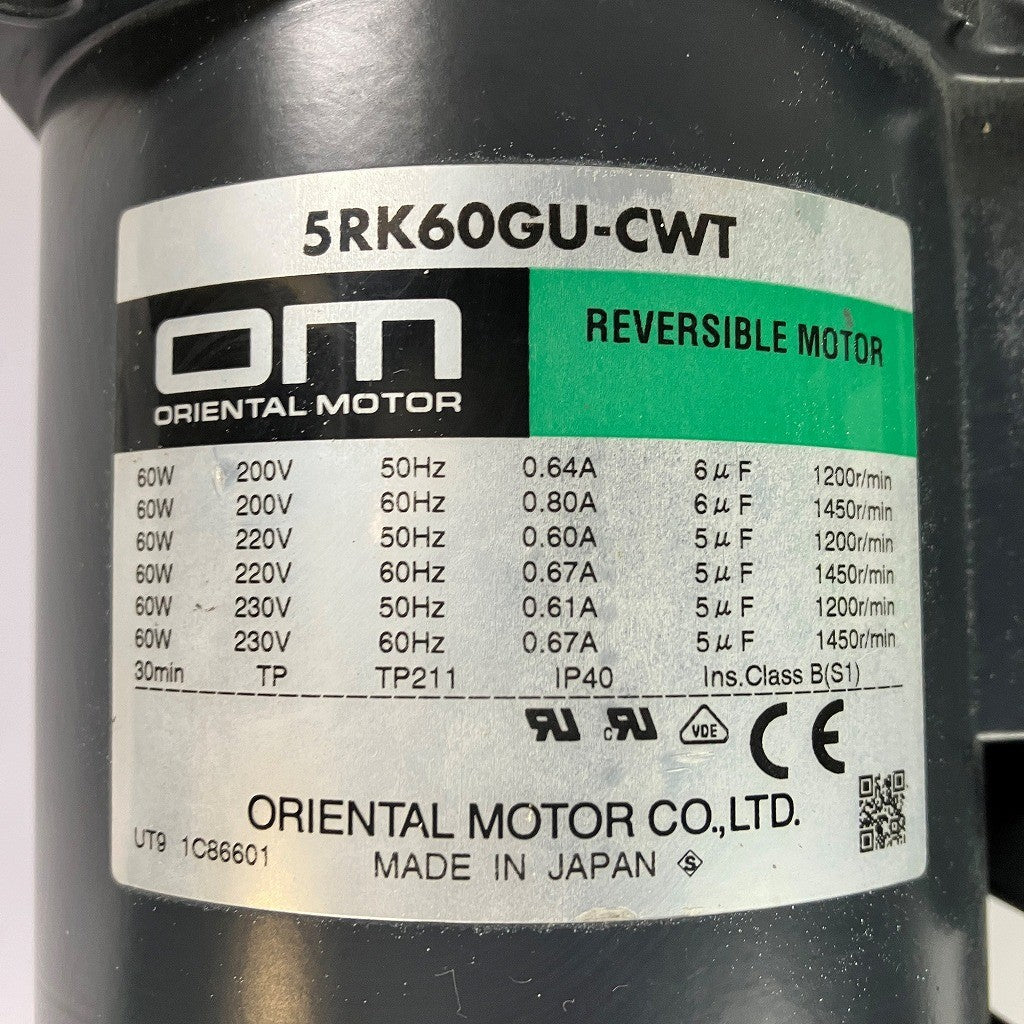 5RK60GU-CWT
OM
ORIENTAL MOTOR
REVERSIBLE MOTOR
60W 200V 50Hz 0.64A 6μF 1200r/min
60W 200V 60Hz 0.80A 6μF 1450r/min
60W 220V 50Hz 0.60A 5μF 1200r/min
60W 220V 60Hz 0.67A 5μF 1450r/min
60W 230V 50Hz 0.61A 5μF 1200r/min
60W 230V 60Hz 0.67A 5μF 1450r/min
30min TP TP211 IP40 Ins.Class B(S1)
RU cRU VDE CE
ORIENTAL MOTOR CO.,LTD.
UT9 1C86601
MADE IN JAPAN S